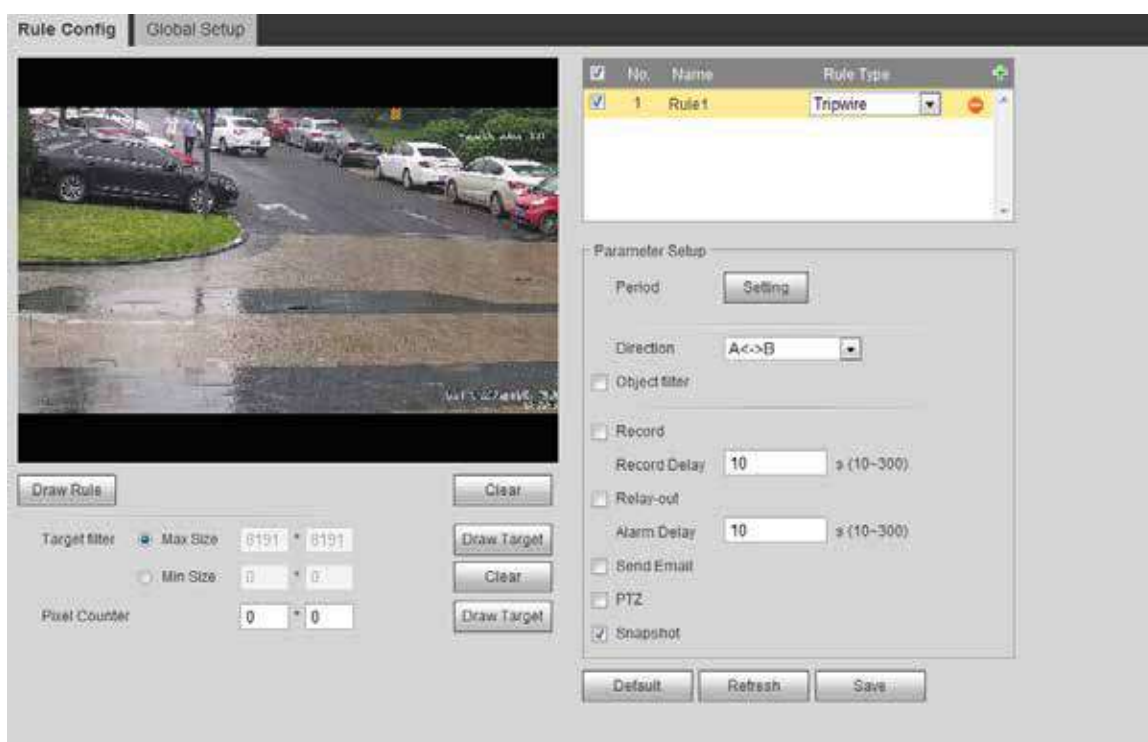 Rule Config Global Setup
No. Name Rule Type
1 Rule1 Tripwire
Parameter Setup
Period Setting
Direction A<->B
Object filter
Record
Record Delay 10 s (10~300)
Relay-out
Alarm Delay 10 s (10~300)
Send Email
PTZ
Snapshot
Default Refresh Save
Draw Rule Clear
Target filter Max Size 8191 * 8191 Draw Target
Min Size 0 * 0 Clear
Pixel Counter 0 * 0 Draw Target